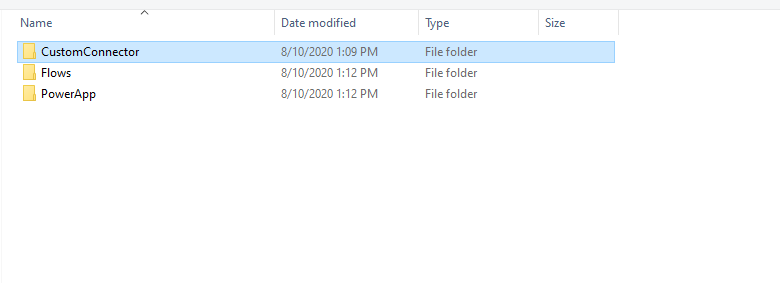 Name Date modified Type Size
CustomConnector 8/10/2020 1:09 PM File folder
Flows 8/10/2020 1:12 PM File folder
PowerApp 8/10/2020 1:12 PM File folder